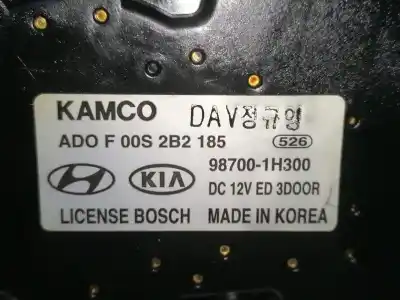 KAMCO DAV정규영
ADO F 00S 2B2 185 526
98700-1H300
KIA DC 12V ED 3DOOR
LICENSE BOSCH MADE IN KOREA